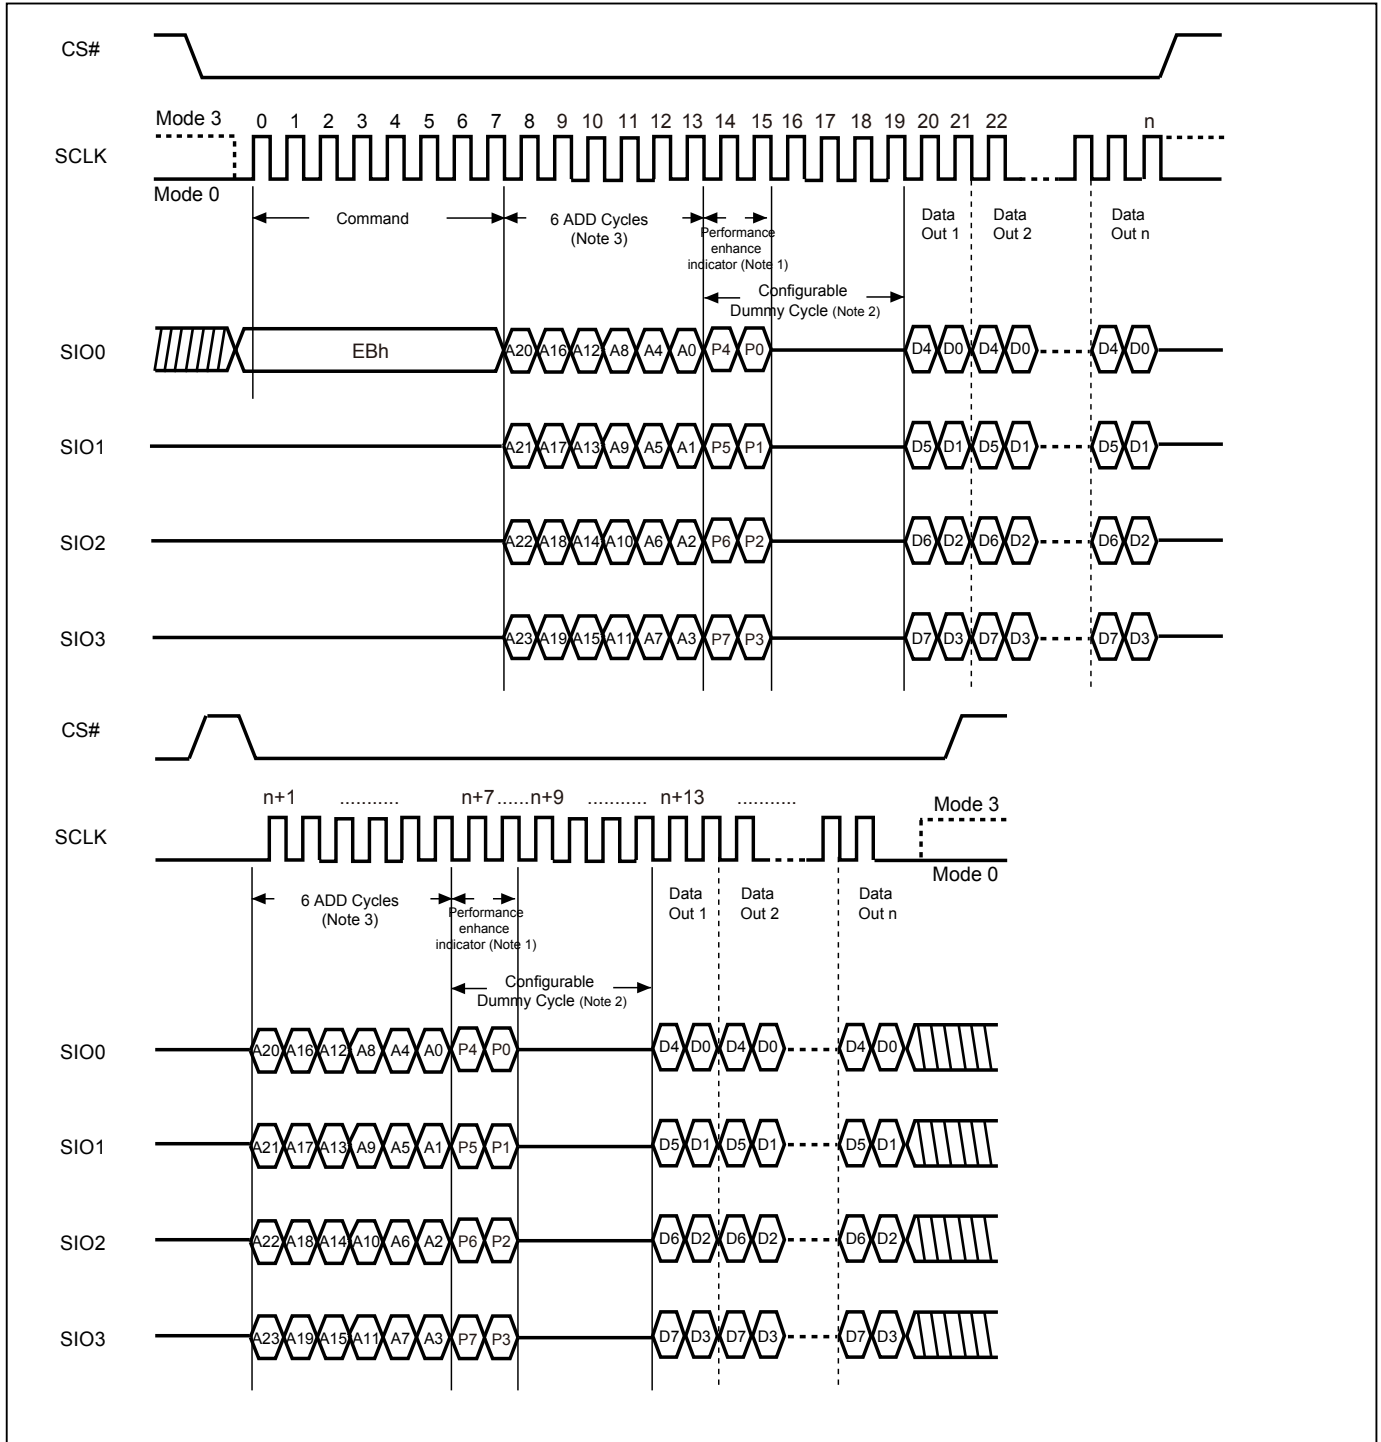 CS#
Mode 3
0 1 2 3 4 5 6 7 8 9 10 11 12 13 14 15 16 17 18 19 20 21 22 n
SCLK
Mode 0
Command
6 ADD Cycles
(Note 3)
Performance
enhance
indicator (Note 1)
Data
Out 1
Data
Out 2
Data
Out n
Configurable
Dummy Cycle (Note 2)
SIO0 EBh A20 A16 A12 A8 A4 A0 P4 P0 D4 D0 D4 D0 D4 D0
SIO1 A21 A17 A13 A9 A5 A1 P5 P1 D5 D1 D5 D1 D5 D1
SIO2 A22 A18 A14 A10 A6 A2 P6 P2 D6 D2 D6 D2 D6 D2
SIO3 A23 A19 A15 A11 A7 A3 P7 P3 D7 D3 D7 D3 D7 D3
CS#
n+1 ........... n+7 ......n+9 ........... n+13 ...........
Mode 3
SCLK
Mode 0
6 ADD Cycles
(Note 3)
Performance
enhance
indicator (Note 1)
Data
Out 1
Data
Out 2
Data
Out n
Configurable
Dummy Cycle (Note 2)
SIO0 A20 A16 A12 A8 A4 A0 P4 P0 D4 D0 D4 D0 D4 D0
SIO1 A21 A17 A13 A9 A5 A1 P5 P1 D5 D1 D5 D1 D5 D1
SIO2 A22 A18 A14 A10 A6 A2 P6 P2 D6 D2 D6 D2 D6 D2
SIO3 A23 A19 A15 A11 A7 A3 P7 P3 D7 D3 D7 D3 D7 D3